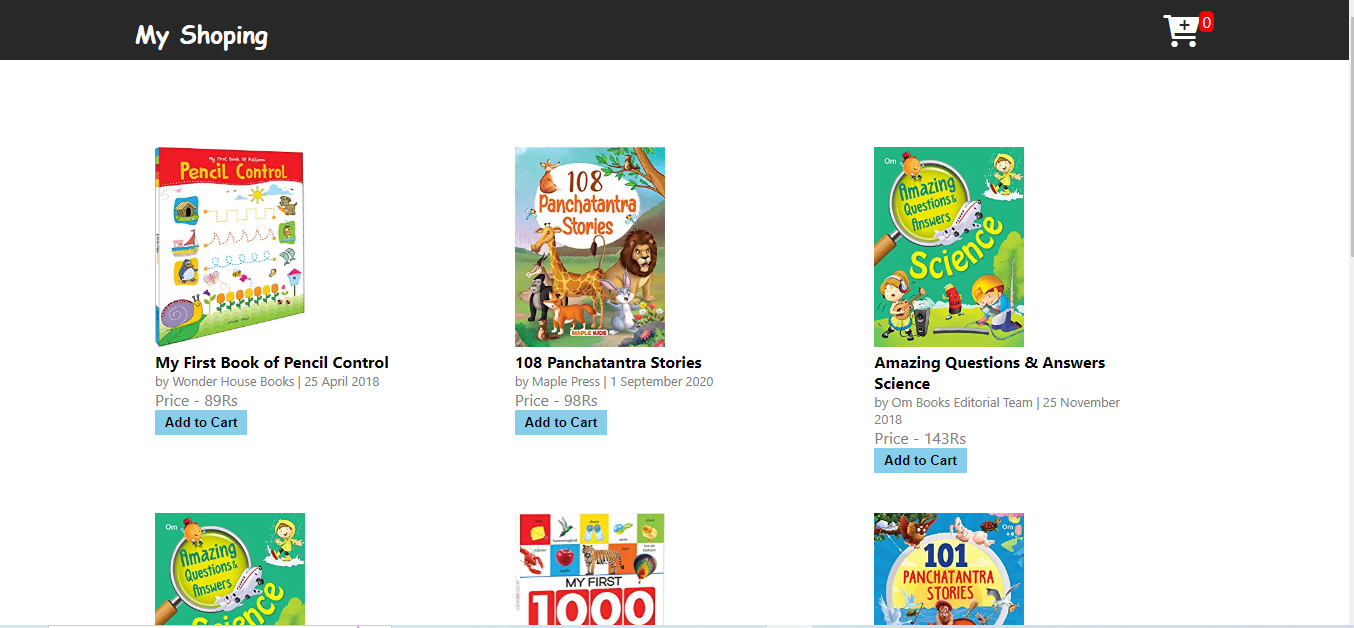 My Shoping
0
My First Book of Patterns
Pencil Control
108
Panchatantra
Stories
MAPLE KIDS
Om
Amazing
Questions &
Answers
Science
My First Book of Pencil Control
by Wonder House Books | 25 April 2018
Price - 89Rs
Add to Cart
108 Panchatantra Stories
by Maple Press | 1 September 2020
Price - 98Rs
Add to Cart
Amazing Questions & Answers
Science
by Om Books Editorial Team | 25 November
2018
Price - 143Rs
Add to Cart
Om
Amazing
Questions &
Answers
Science
MY FIRST
1000
Om
101
PANCHATANTRA
STORIES